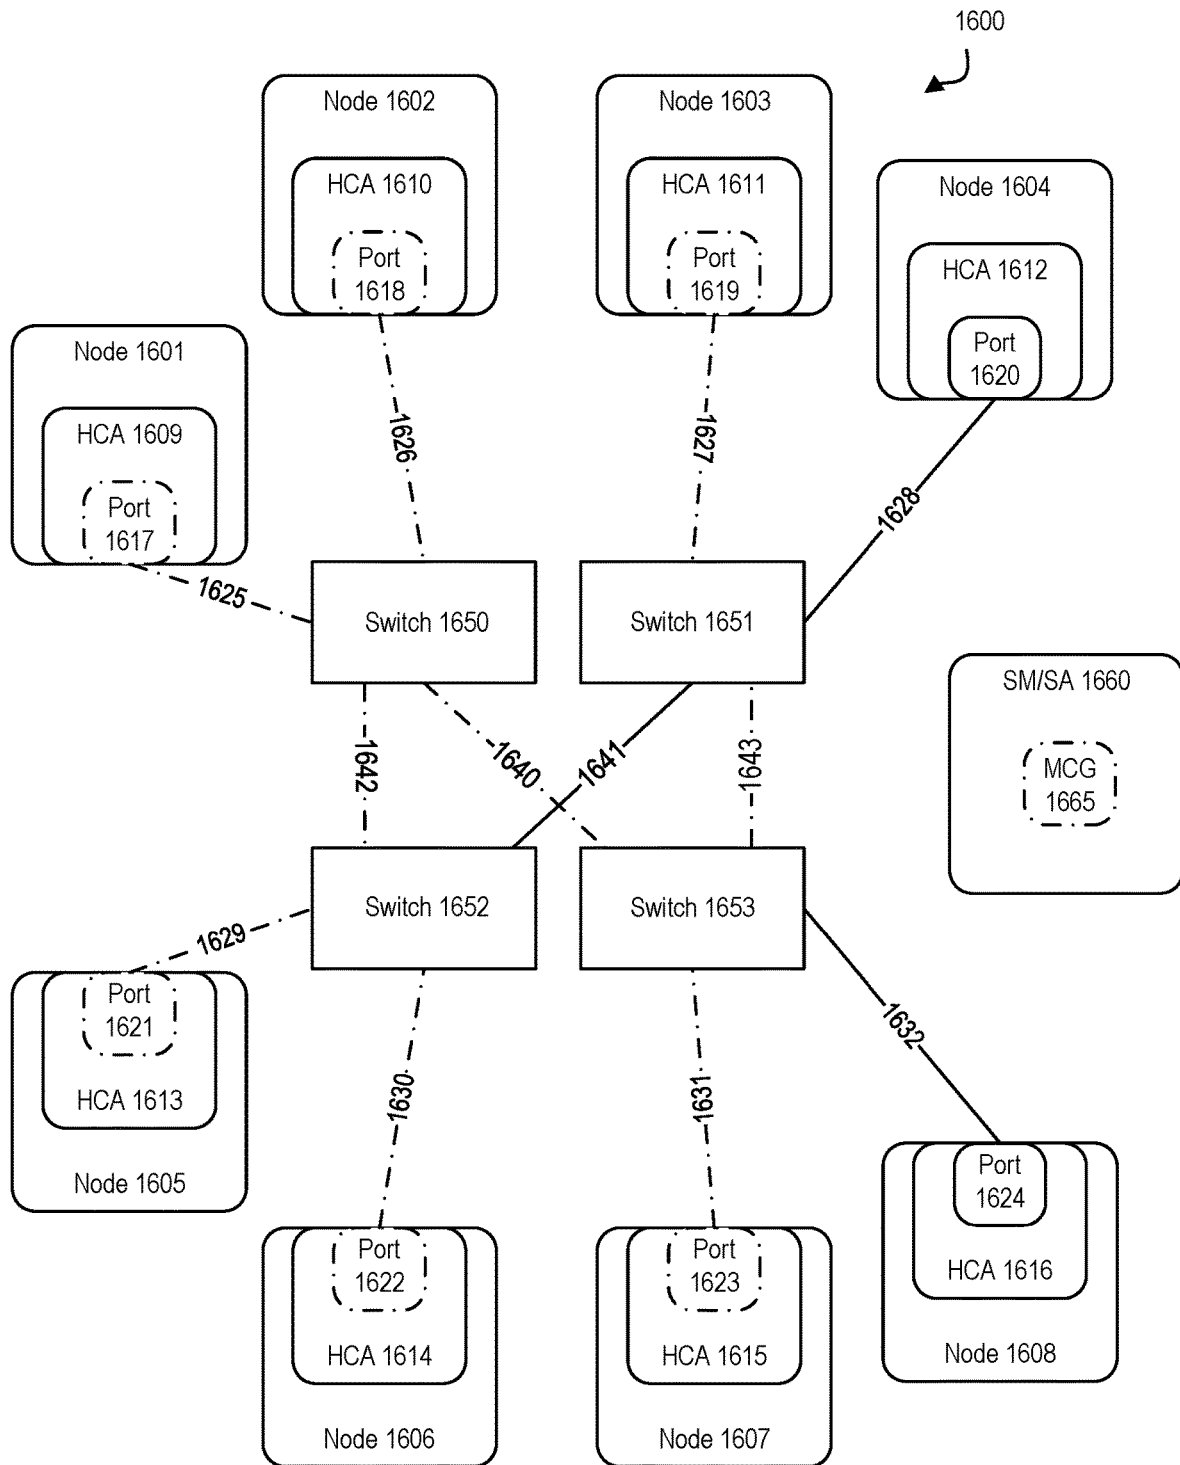 1600
Node 1602
HCA 1610
Port
1618
Node 1603
HCA 1611
Port
1619
Node 1604
HCA 1612
Port
1620
Node 1601
HCA 1609
Port
1617
1626
1627
1628
1625
Switch 1650
Switch 1651
1642
1640
1641
1643
SM/SA 1660
MCG
1665
Switch 1652
Switch 1653
1629
1630
1631
1632
Port
1621
HCA 1613
Node 1605
Port
1622
HCA 1614
Node 1606
Port
1623
HCA 1615
Node 1607
Port
1624
HCA 1616
Node 1608